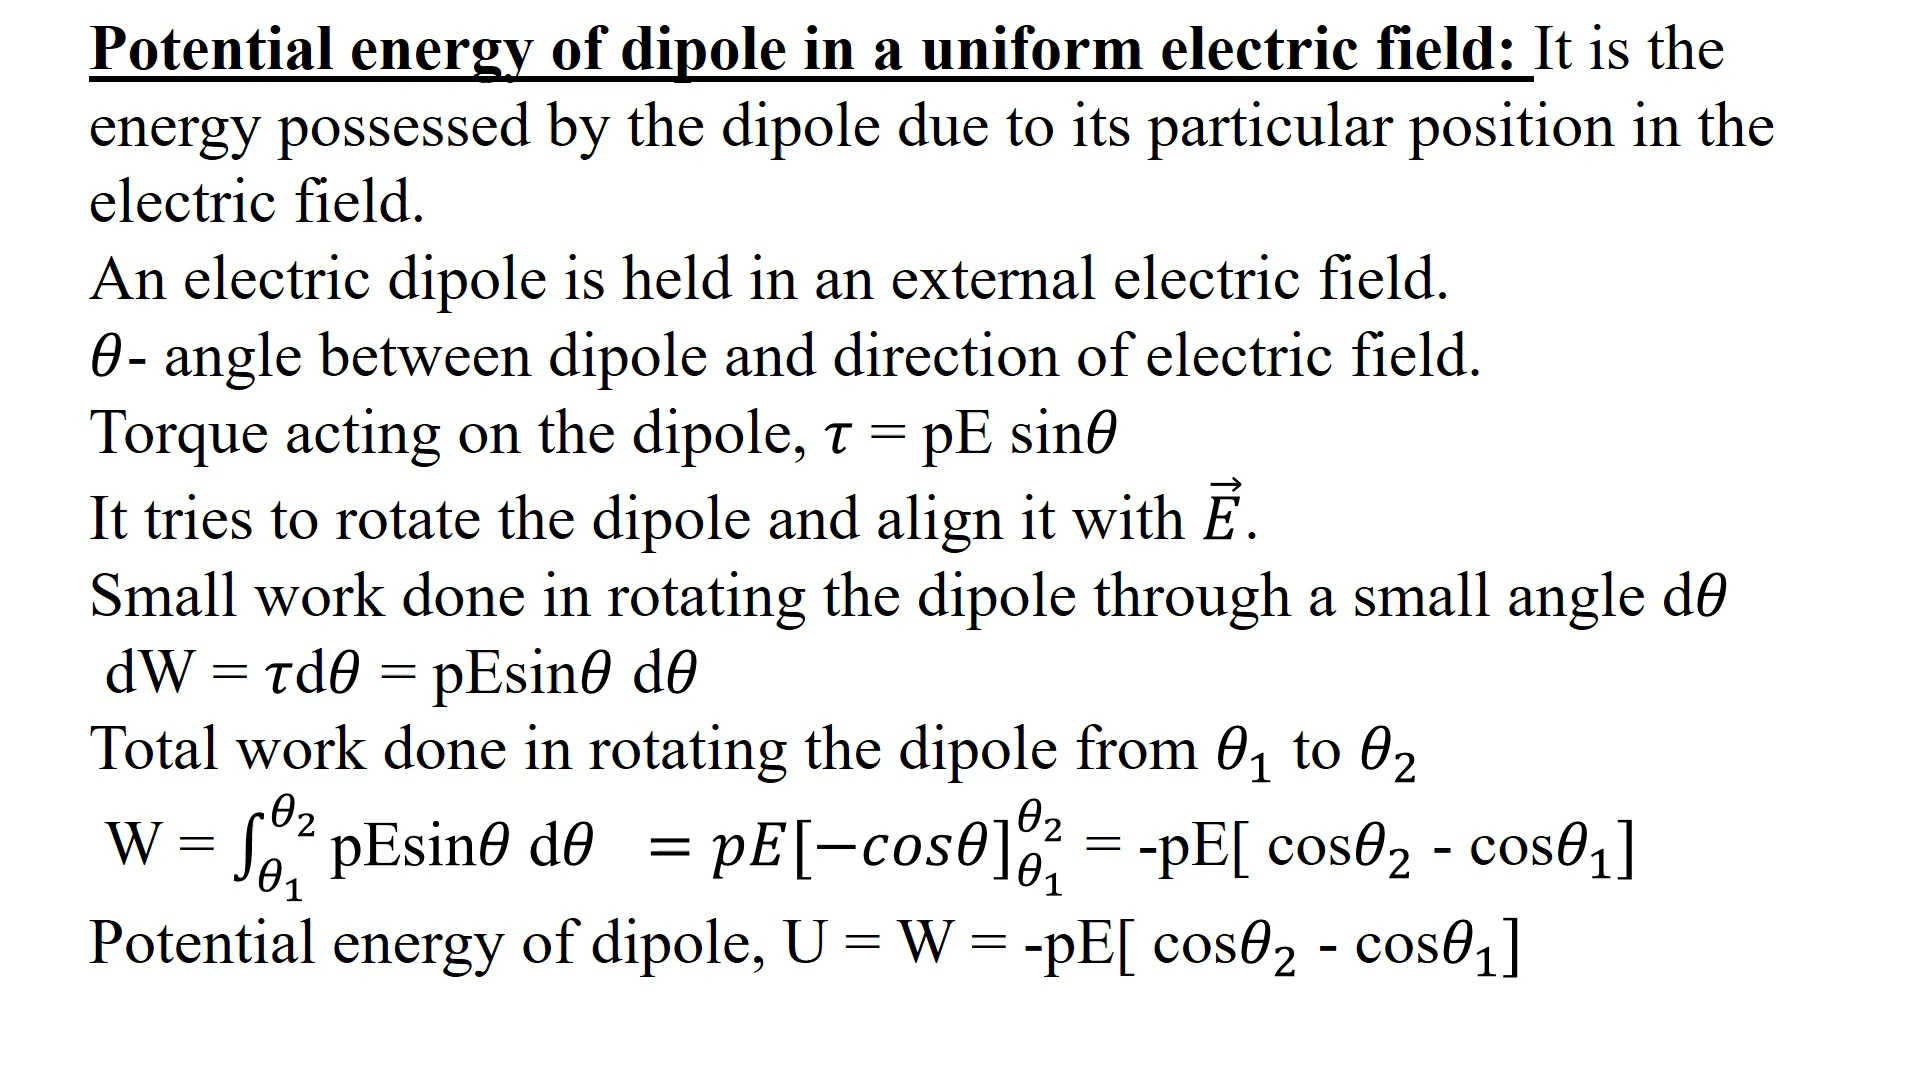 Potential energy of dipole in a uniform electric field: It is the
energy possessed by the dipole due to its particular position in the
electric field.
An electric dipole is held in an external electric field.
θ- angle between dipole and direction of electric field.
Torque acting on the dipole, τ = pE sinθ
It tries to rotate the dipole and align it with E⃗.
Small work done in rotating the dipole through a small angle dθ
dW = τdθ = pEsinθ dθ
Total work done in rotating the dipole from θ₁ to θ₂
W = ∫_θ₁^θ₂ pEsinθ dθ = pE[−cosθ]_θ₁^θ₂ = -pE[ cosθ₂ - cosθ₁]
Potential energy of dipole, U = W = -pE[ cosθ₂ - cosθ₁]